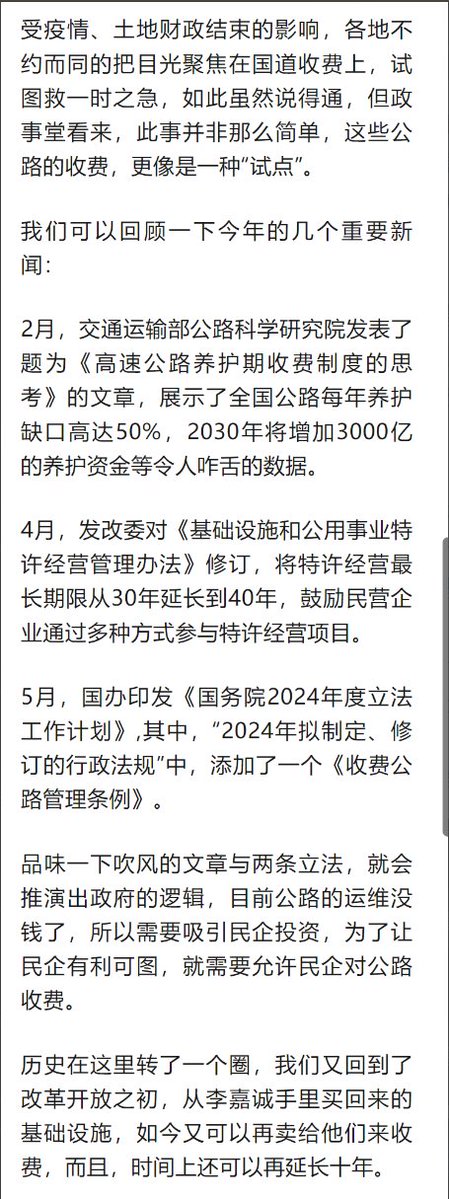 受疫情、土地财政结束的影响，各地不
约而同的把目光聚焦在国道收费上，试
图救一时之急，如此虽然说得通，但政
事堂看来，此事并非那么简单，这些公
路的收费，更像是一种“试点”。
我们可以回顾一下今年的几个重要新
闻：
2月，交通运输部公路科学研究院发表了
题为《高速公路养护期收费制度的思
考》的文章，展示了全国公路每年养护
缺口高达50%，2030年将增加3000亿
的养护资金等令人咋舌的数据。
4月，发改委对《基础设施和公用事业特
许经营管理办法》修订，将特许经营最
长期限从30年延长到40年，鼓励民营企
业通过多种方式参与特许经营项目。
5月，国办印发《国务院2024年度立法
工作计划》,其中，“2024年拟制定、修
订的行政法规”中，添加了一个《收费公
路管理条例》。
品味一下吹风的文章与两条立法，就会
推演出政府的逻辑，目前公路的运维没
钱了，所以需要吸引民企投资，为了让
民企有利可图，就需要允许民企对公路
收费。
历史在这里转了一个圈，我们又回到了
改革开放之初，从李嘉诚手里买回来的
基础设施，如今又可以再卖给他们来收
费，而且，时间上还可以再延长十年。